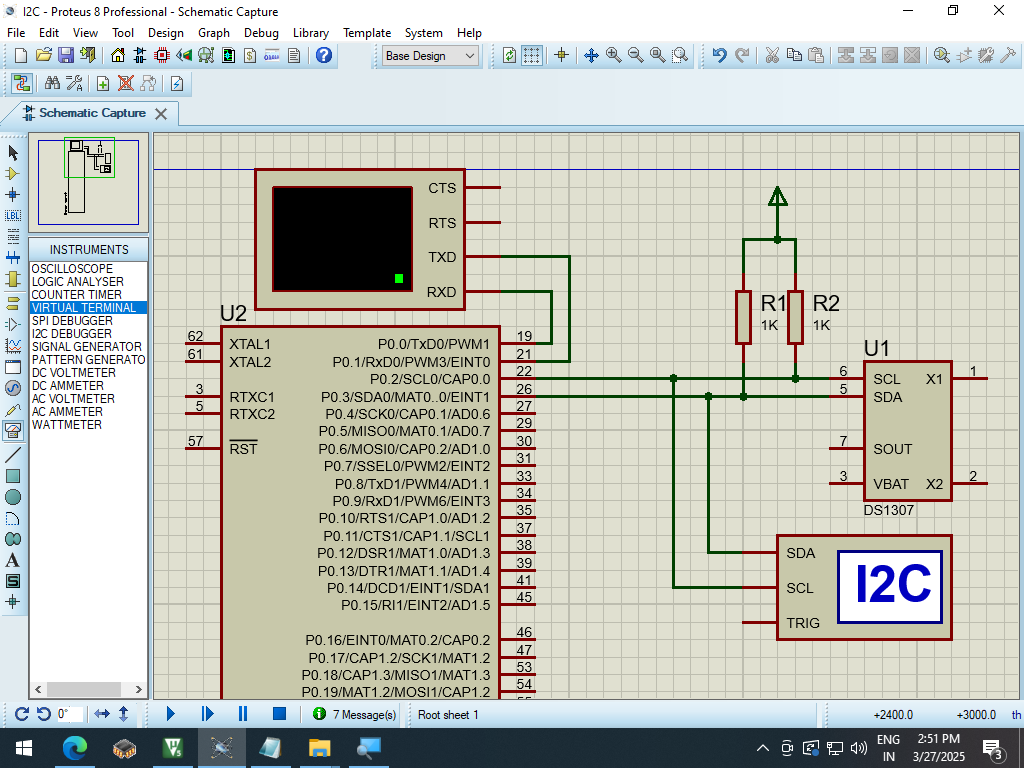 I2C - Proteus 8 Professional - Schematic Capture
File Edit View Tool Design Graph Debug Library Template System Help
Base Design
Schematic Capture
INSTRUMENTS
OSCILLOSCOPE
LOGIC ANALYSER
COUNTER TIMER
VIRTUAL TERMINAL
SPI DEBUGGER
I2C DEBUGGER
SIGNAL GENERATOR
PATTERN GENERATO
DC VOLTMETER
DC AMMETER
AC VOLTMETER
AC AMMETER
WATTMETER
LBL
A
S
CTS
RTS
TXD
RXD
U2
62 XTAL1 P0.0/TxD0/PWM1 19
61 XTAL2 P0.1/RxD0/PWM3/EINT0 21
P0.2/SCL0/CAP0.0 22
3 RTXC1 P0.3/SDA0/MAT0..0/EINT1 26
5 RTXC2 P0.4/SCK0/CAP0.1/AD0.6 27
P0.5/MISO0/MAT0.1/AD0.7 29
57 RST P0.6/MOSI0/CAP0.2/AD1.0 30
P0.7/SSEL0/PWM2/EINT2 31
P0.8/TxD1/PWM4/AD1.1 33
P0.9/RxD1/PWM6/EINT3 34
P0.10/RTS1/CAP1.0/AD1.2 35
P0.11/CTS1/CAP1.1/SCL1 37
P0.12/DSR1/MAT1.0/AD1.3 38
P0.13/DTR1/MAT1.1/AD1.4 39
P0.14/DCD1/EINT1/SDA1 41
P0.15/RI1/EINT2/AD1.5 45
P0.16/EINT0/MAT0.2/CAP0.2 46
P0.17/CAP1.2/SCK1/MAT1.2 47
P0.18/CAP1.3/MISO1/MAT1.3 53
P0.19/MAT1.2/MOSI1/CAP1.2 54
R1
1K
R2
1K
U1
6 SCL X1 1
5 SDA
7 SOUT
3 VBAT X2 2
DS1307
SDA
SCL
TRIG
I2C
0°
7 Message(s)
Root sheet 1
+2400.0 +3000.0 th
ENG
IN
2:51 PM
3/27/2025
3